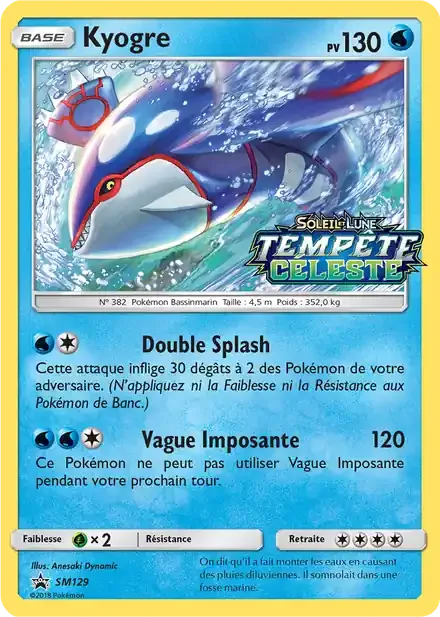 BASE Kyogre PV 130
SOLEIL & LUNE
TEMPÊTE
CÉLESTE
N° 382 Pokémon Bassinmarin Taille : 4,5 m Poids : 352,0 kg
Double Splash
Cette attaque inflige 30 dégâts à 2 des Pokémon de votre
adversaire. (N'appliquez ni la Faiblesse ni la Résistance aux
Pokémon de Banc.)
Vague Imposante 120
Ce Pokémon ne peut pas utiliser Vague Imposante
pendant votre prochain tour.
Faiblesse × 2 Résistance Retraite
Illus. Anesaki Dynamic
SM129
©2018 Pokémon
On dit qu'il a fait monter les eaux en causant
des pluies diluviennes. Il somnolait dans une
fosse marine.